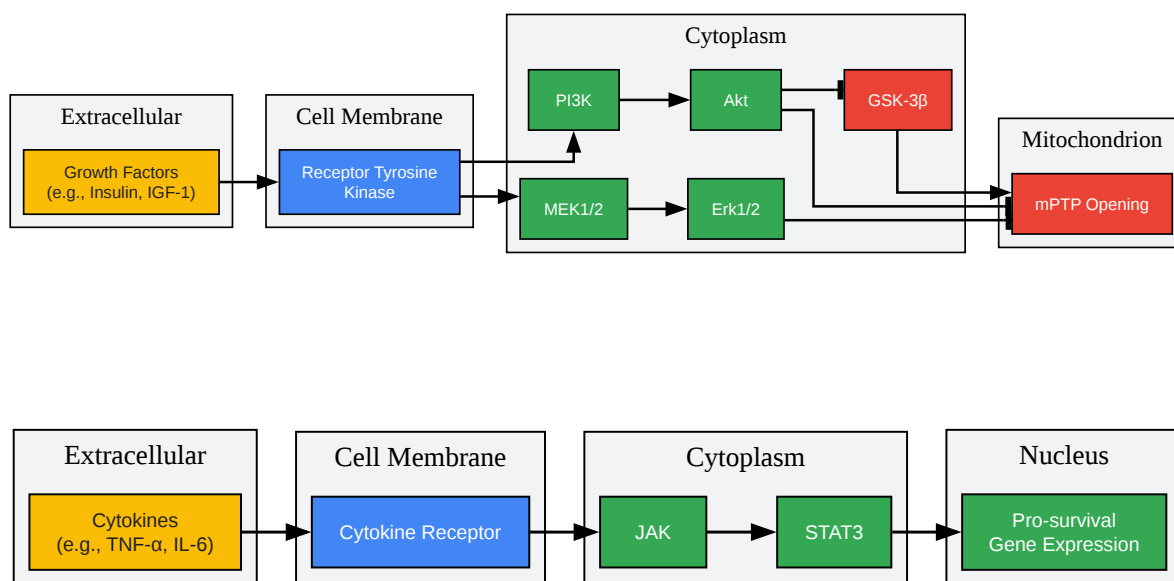 Cytoplasm
Extracellular
Cell Membrane
Mitochondrion
PI3K
Akt
GSK-3β
Growth Factors
(e.g., Insulin, IGF-1)
Receptor Tyrosine
Kinase
MEK1/2
Erk1/2
mPTP Opening
Extracellular
Cell Membrane
Cytoplasm
Nucleus
Cytokines
(e.g., TNF-α, IL-6)
Cytokine Receptor
JAK
STAT3
Pro-survival
Gene Expression